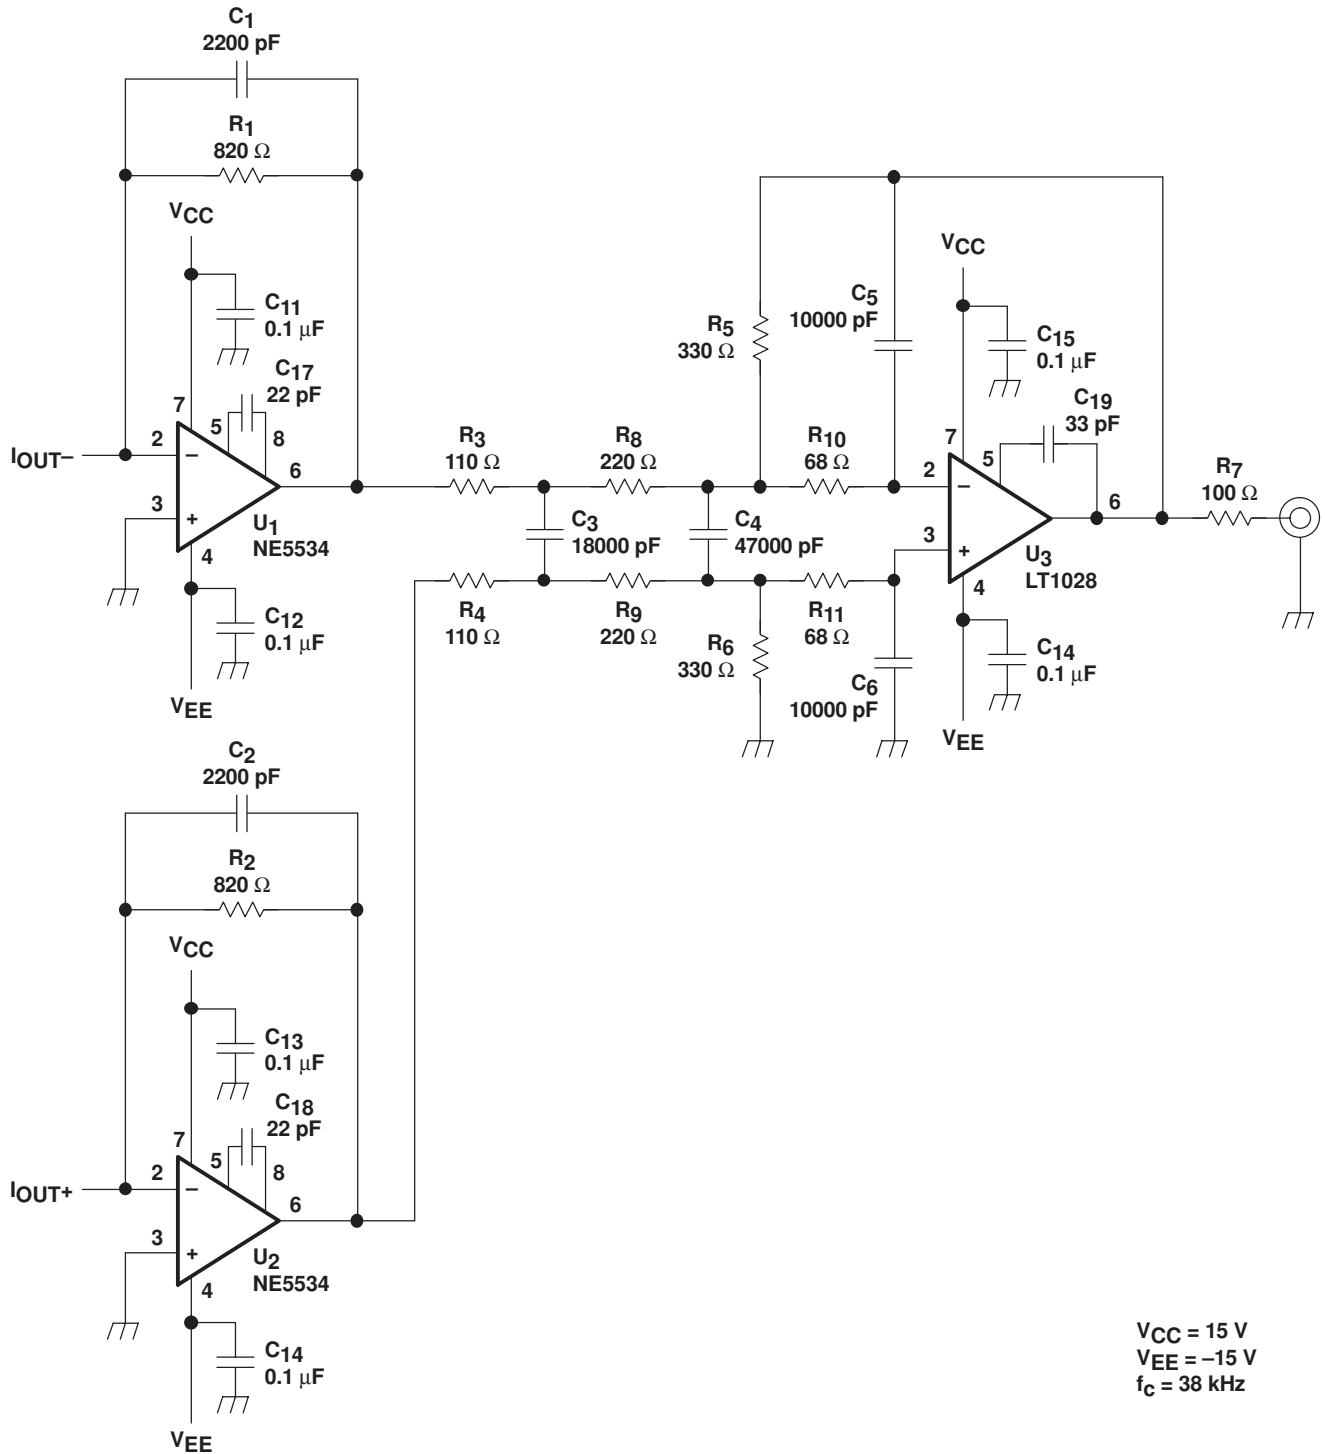 C1
2200 pF
R1
820 Ω
VCC
C11
0.1 μF
C17
22 pF
7
5
8
2
–
IOUT–
6
3
+
U1
NE5534
4
C12
0.1 μF
VEE
R3
110 Ω
R8
220 Ω
R10
68 Ω
C3
18000 pF
C4
47000 pF
R4
110 Ω
R9
220 Ω
R11
68 Ω
R5
330 Ω
C5
10000 pF
R6
330 Ω
C6
10000 pF
VCC
C15
0.1 μF
C19
33 pF
7
5
2
–
6
3
+
U3
LT1028
4
R7
100 Ω
C14
0.1 μF
VEE
C2
2200 pF
R2
820 Ω
VCC
C13
0.1 μF
C18
22 pF
7
5
8
2
–
IOUT+
6
3
+
U2
NE5534
4
C14
0.1 μF
VEE
VCC = 15 V
VEE = –15 V
fC = 38 kHz